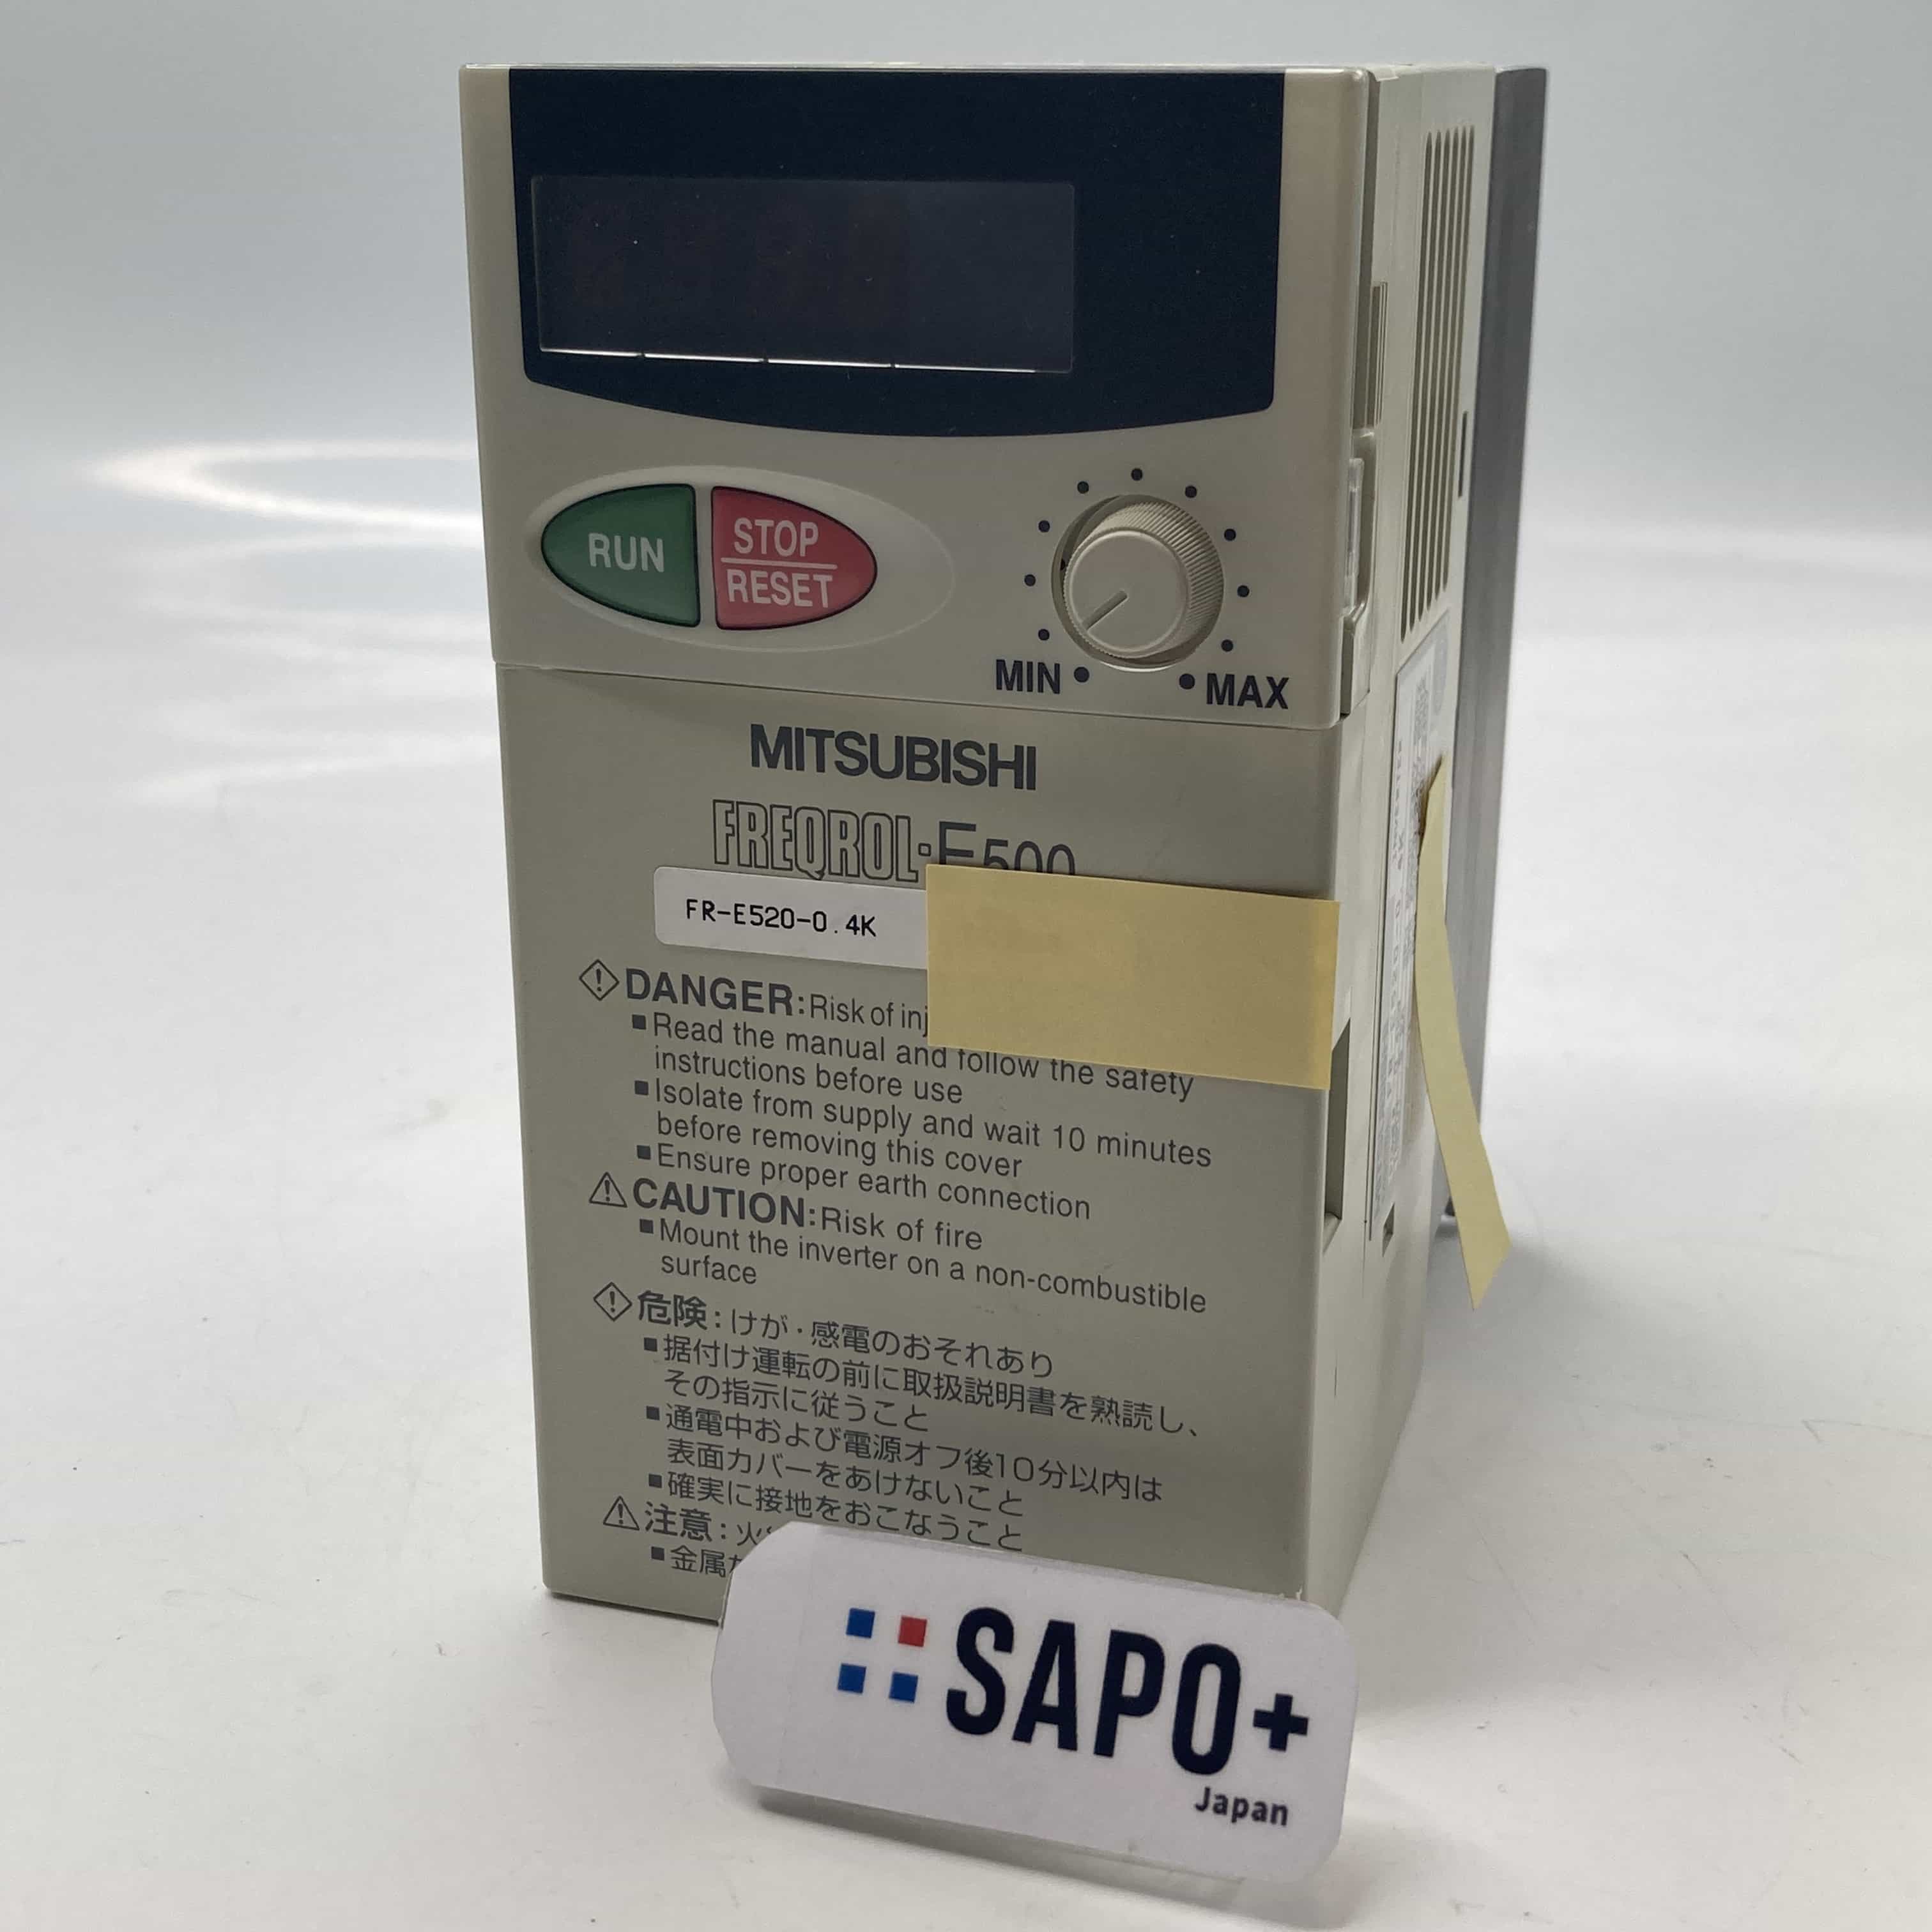 RUN
STOP
RESET
MIN
MAX
MITSUBISHI
FREQROL-E500
FR-E520-0.4K
DANGER:Risk of inj
Read the manual and follow the safety
instructions before use
Isolate from supply and wait 10 minutes
before removing this cover
Ensure proper earth connection
CAUTION:Risk of fire
Mount the inverter on a non-combustible
surface
危険:けが・感電のおそれあり
据付け運転の前に取扱説明書を熟読し、
その指示に従うこと
通電中および電源オフ後10分以内は
表面カバーをあけないこと
確実に接地をおこなうこと
注意:火
金属
SAPO+
Japan